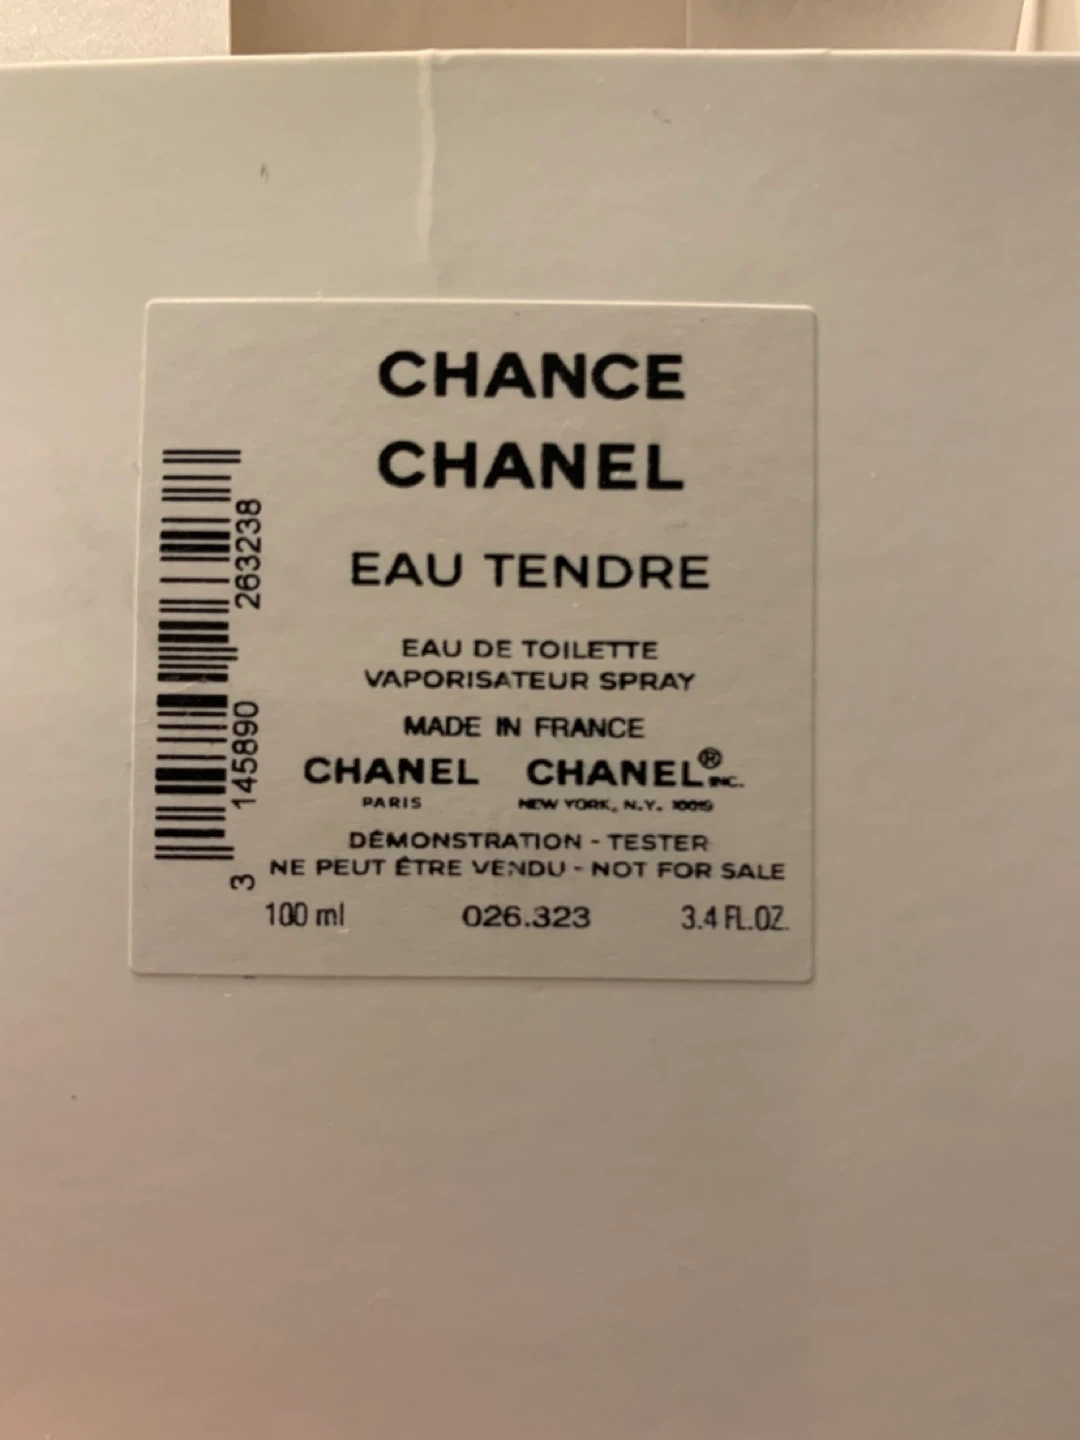 CHANCE
CHANEL
EAU TENDRE
EAU DE TOILETTE
VAPORISATEUR SPRAY
MADE IN FRANCE
CHANEL CHANEL® INC.
PARIS NEW YORK, N.Y. 10019
DÉMONSTRATION - TESTER
NE PEUT ÊTRE VENDU - NOT FOR SALE
100 ml 026.323 3.4 FL.OZ.
3 145890 263238